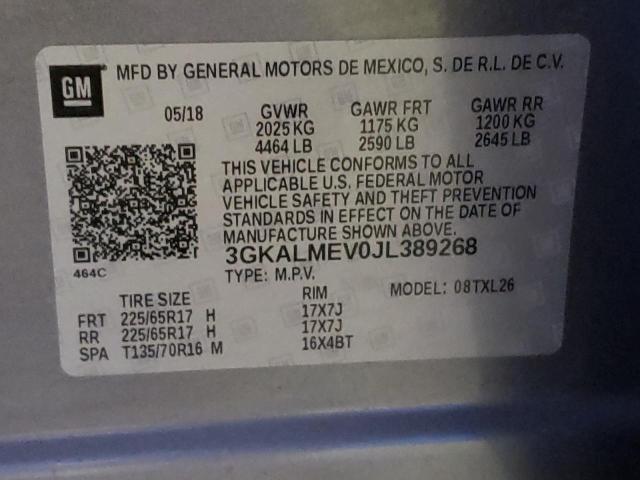 GM
MFD BY GENERAL MOTORS DE MEXICO, S. DE R.L. DE C.V.
05/18 GVWR GAWR FRT GAWR RR
2025 KG 1175 KG 1200 KG
4464 LB 2590 LB 2645 LB
THIS VEHICLE CONFORMS TO ALL
APPLICABLE U.S. FEDERAL MOTOR
VEHICLE SAFETY AND THEFT PREVENTION
STANDARDS IN EFFECT ON THE DATE OF
MANUFACTURE SHOWN ABOVE.
3GKALMEV0JL389268
464C
TYPE: M.P.V. MODEL: 08TXL26
TIRE SIZE RIM
FRT 225/65R17 H 17X7J
RR 225/65R17 H 17X7J
SPA T135/70R16 M 16X4BT